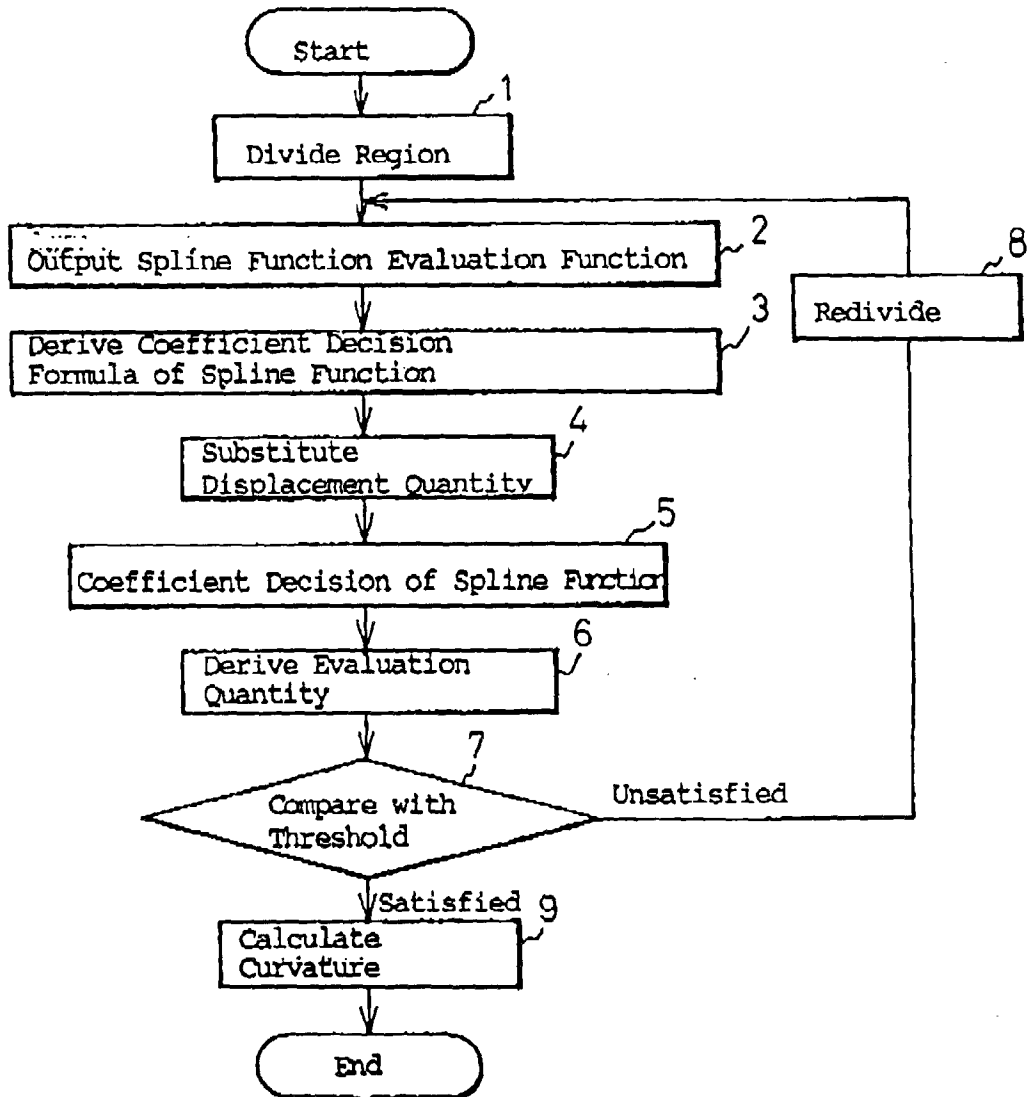 Start
1
Divide Region
2
Output Spline Function Evaluation Function
8
Redivide
3
Derive Coefficient Decision
Formula of Spline Function
4
Substitute
Displacement Quantity
5
Coefficient Decision of Spline Function
6
Derive Evaluation
Quantity
7
Compare with
Threshold
Unsatisfied
Satisfied
9
Calculate
Curvature
End